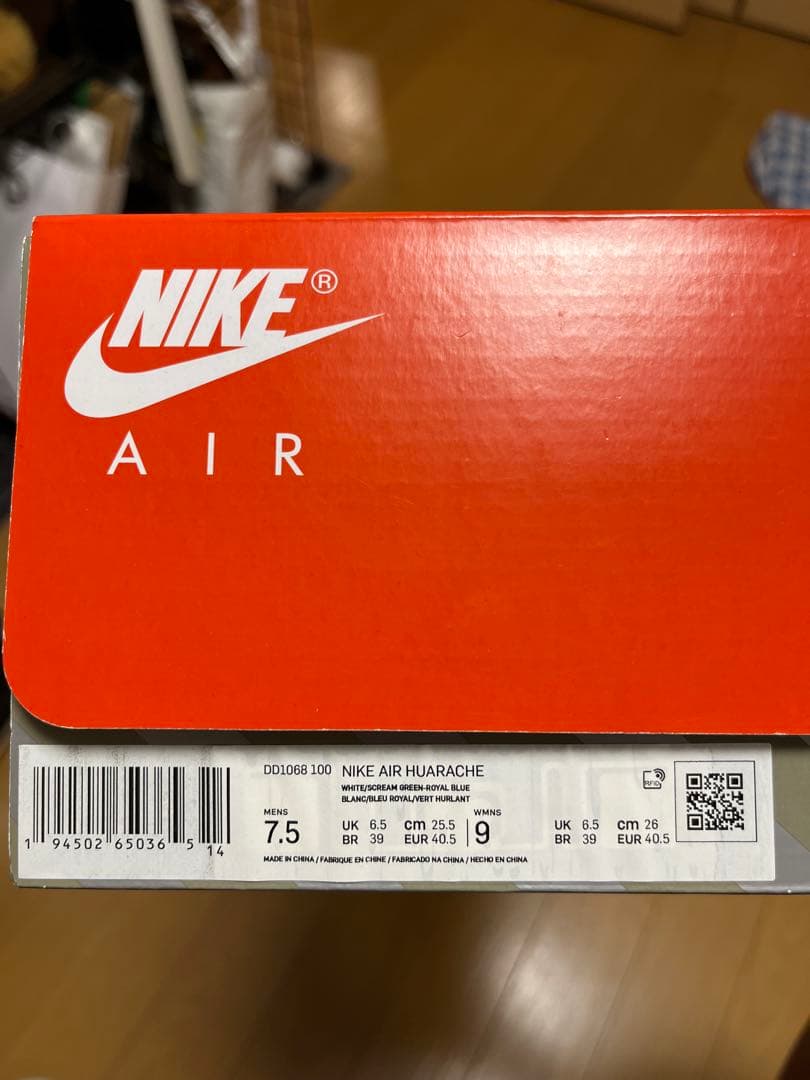 NIKE®
AIR
DD1068 100 NIKE AIR HUARACHE
WHITE/SCREAM GREEN-ROYAL BLUE
BLANC/BLEU ROYAL/VERT HURLANT
RFID
MENS
7.5
UK 6.5 cm 25.5
BR 39 EUR 40.5
WMNS
9
UK 6.5 cm 26
BR 39 EUR 40.5
MADE IN CHINA / FABRIQUE EN CHINE / FABRICADO NA CHINA / HECHO EN CHINA
1 94502 65036 5 14